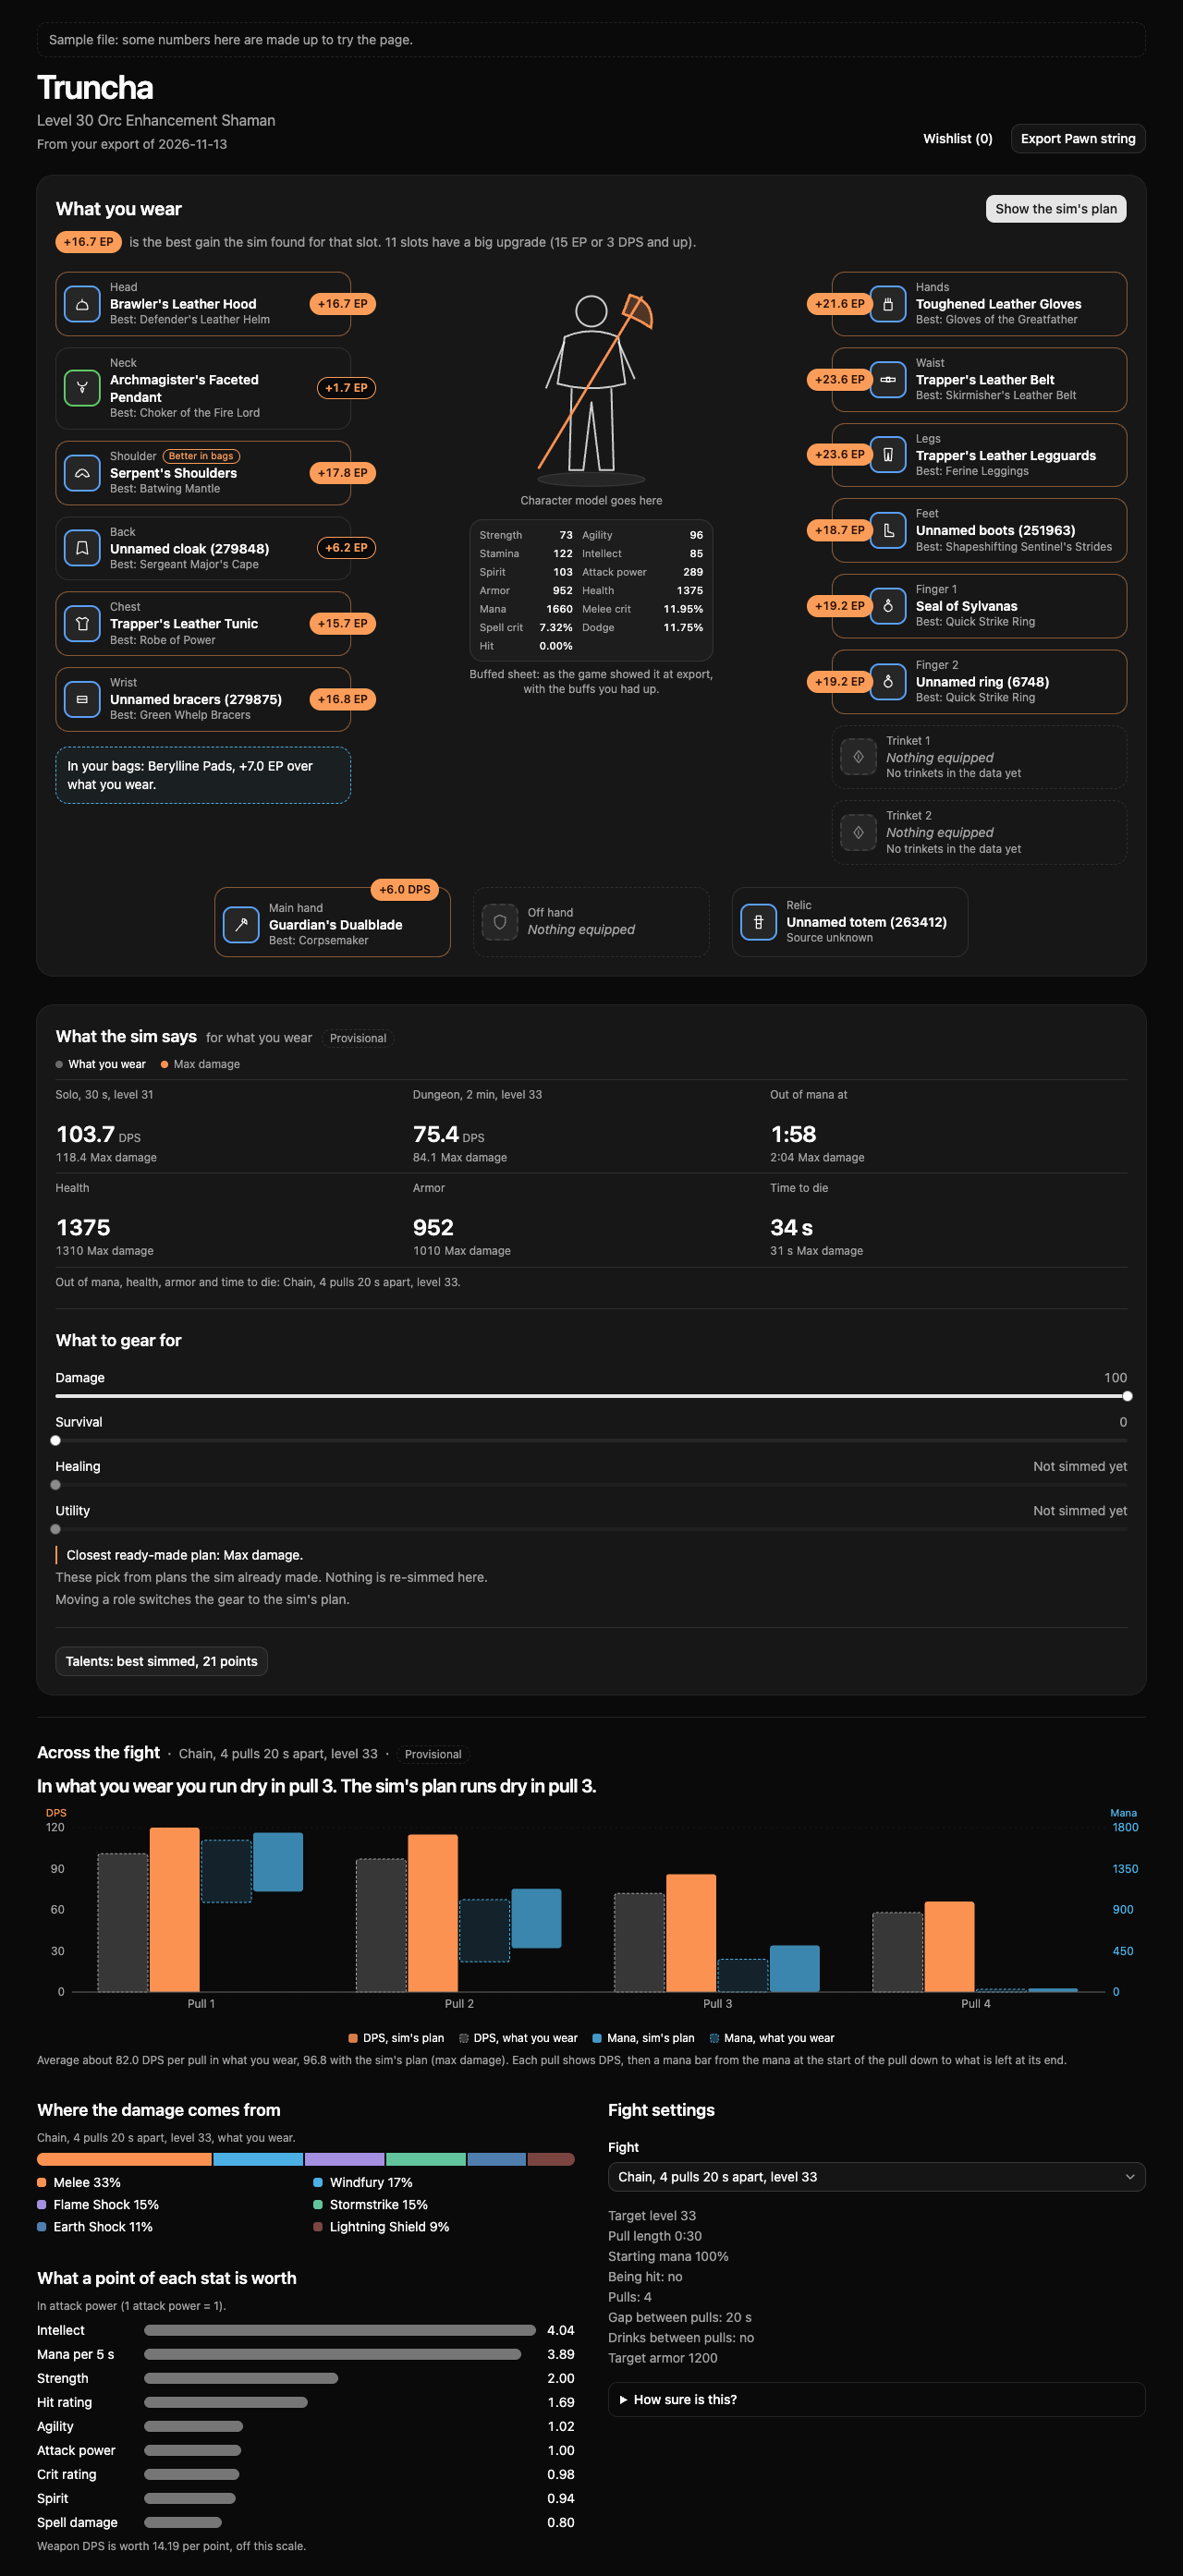 Sample file: some numbers here are made up to try the page.
Truncha
Level 30 Orc Enhancement Shaman
From your export of 2026-11-13
Wishlist (0)
Export Pawn string
What you wear
Show the sim's plan
+16.7 EP is the best gain the sim found for that slot. 11 slots have a big upgrade (15 EP or 3 DPS and up).
Head
Brawler's Leather Hood
Best: Defender's Leather Helm
+16.7 EP
Neck
Archmagister's Faceted
Pendant
Best: Choker of the Fire Lord
+1.7 EP
Shoulder Better in bags
Serpent's Shoulders
Best: Batwing Mantle
+17.8 EP
Back
Unnamed cloak (279848)
Best: Sergeant Major's Cape
+6.2 EP
Chest
Trapper's Leather Tunic
Best: Robe of Power
+15.7 EP
Wrist
Unnamed bracers (279875)
Best: Green Whelp Bracers
+16.8 EP
In your bags: Berylline Pads, +7.0 EP over
what you wear.
Character model goes here
Strength 73 Agility 96
Stamina 122 Intellect 85
Spirit 103 Attack power 289
Armor 952 Health 1375
Mana 1660 Melee crit 11.95%
Spell crit 7.32% Dodge 11.75%
Hit 0.00%
Buffed sheet: as the game showed it at export,
with the buffs you had up.
+21.6 EP
Hands
Toughened Leather Gloves
Best: Gloves of the Greatfather
+23.6 EP
Waist
Trapper's Leather Belt
Best: Skirmisher's Leather Belt
+23.6 EP
Legs
Trapper's Leather Legguards
Best: Ferine Leggings
+18.7 EP
Feet
Unnamed boots (251963)
Best: Shapeshifting Sentinel's Strides
+19.2 EP
Finger 1
Seal of Sylvanas
Best: Quick Strike Ring
+19.2 EP
Finger 2
Unnamed ring (6748)
Best: Quick Strike Ring
Trinket 1
Nothing equipped
No trinkets in the data yet
Trinket 2
Nothing equipped
No trinkets in the data yet
+6.0 DPS
Main hand
Guardian's Dualblade
Best: Corpsemaker
Off hand
Nothing equipped
Relic
Unnamed totem (263412)
Source unknown
What the sim says for what you wear Provisional
What you wear Max damage
Solo, 30 s, level 31
103.7 DPS
118.4 Max damage
Dungeon, 2 min, level 33
75.4 DPS
84.1 Max damage
Out of mana at
1:58
2:04 Max damage
Health
1375
1310 Max damage
Armor
952
1010 Max damage
Time to die
34 s
31 s Max damage
Out of mana, health, armor and time to die: Chain, 4 pulls 20 s apart, level 33.
What to gear for
Damage 100
Survival 0
Healing Not simmed yet
Utility Not simmed yet
Closest ready-made plan: Max damage.
These pick from plans the sim already made. Nothing is re-simmed here.
Moving a role switches the gear to the sim's plan.
Talents: best simmed, 21 points
Across the fight · Chain, 4 pulls 20 s apart, level 33 · Provisional
In what you wear you run dry in pull 3. The sim's plan runs dry in pull 3.
DPS Mana
120 1800
90 1350
60 900
30 450
0 0
Pull 1 Pull 2 Pull 3 Pull 4
DPS, sim's plan DPS, what you wear Mana, sim's plan Mana, what you wear
Average about 82.0 DPS per pull in what you wear, 96.8 with the sim's plan (max damage). Each pull shows DPS, then a mana bar from the mana at the start of the pull down to what is left at its end.
Where the damage comes from
Chain, 4 pulls 20 s apart, level 33, what you wear.
Melee 33% Windfury 17%
Flame Shock 15% Stormstrike 15%
Earth Shock 11% Lightning Shield 9%
What a point of each stat is worth
In attack power (1 attack power = 1).
Intellect 4.04
Mana per 5 s 3.89
Strength 2.00
Hit rating 1.69
Agility 1.02
Attack power 1.00
Crit rating 0.98
Spirit 0.94
Spell damage 0.80
Weapon DPS is worth 14.19 per point, off this scale.
Fight settings
Fight
Chain, 4 pulls 20 s apart, level 33
Target level 33
Pull length 0:30
Starting mana 100%
Being hit: no
Pulls: 4
Gap between pulls: 20 s
Drinks between pulls: no
Target armor 1200
How sure is this?